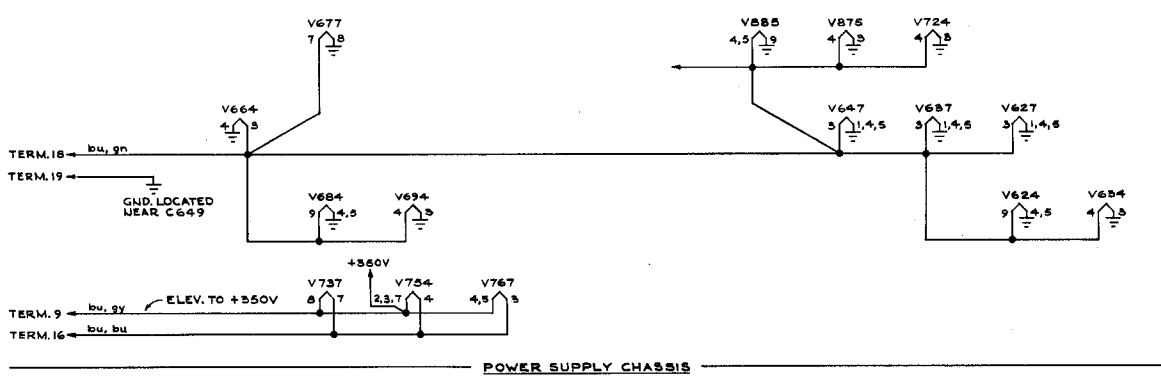 V677
7 8
V885 V875 V724
4,5 9 4 3 4 3
V664
4 3
V647 V637 V627
3 1,4,5 3 1,4,5 3 1,4,5
TERM.18 bu, gn
TERM.19
GND. LOCATED
NEAR C649
V684 V694
9 4,5 4 3
V624 V634
9 4,5 4 3
+350V
V737 V754 V767
8 7 2,3,7 4 4,5 3
ELEV. TO +350V
TERM.9 bu, gy
TERM.16 bu, bu
POWER SUPPLY CHASSIS